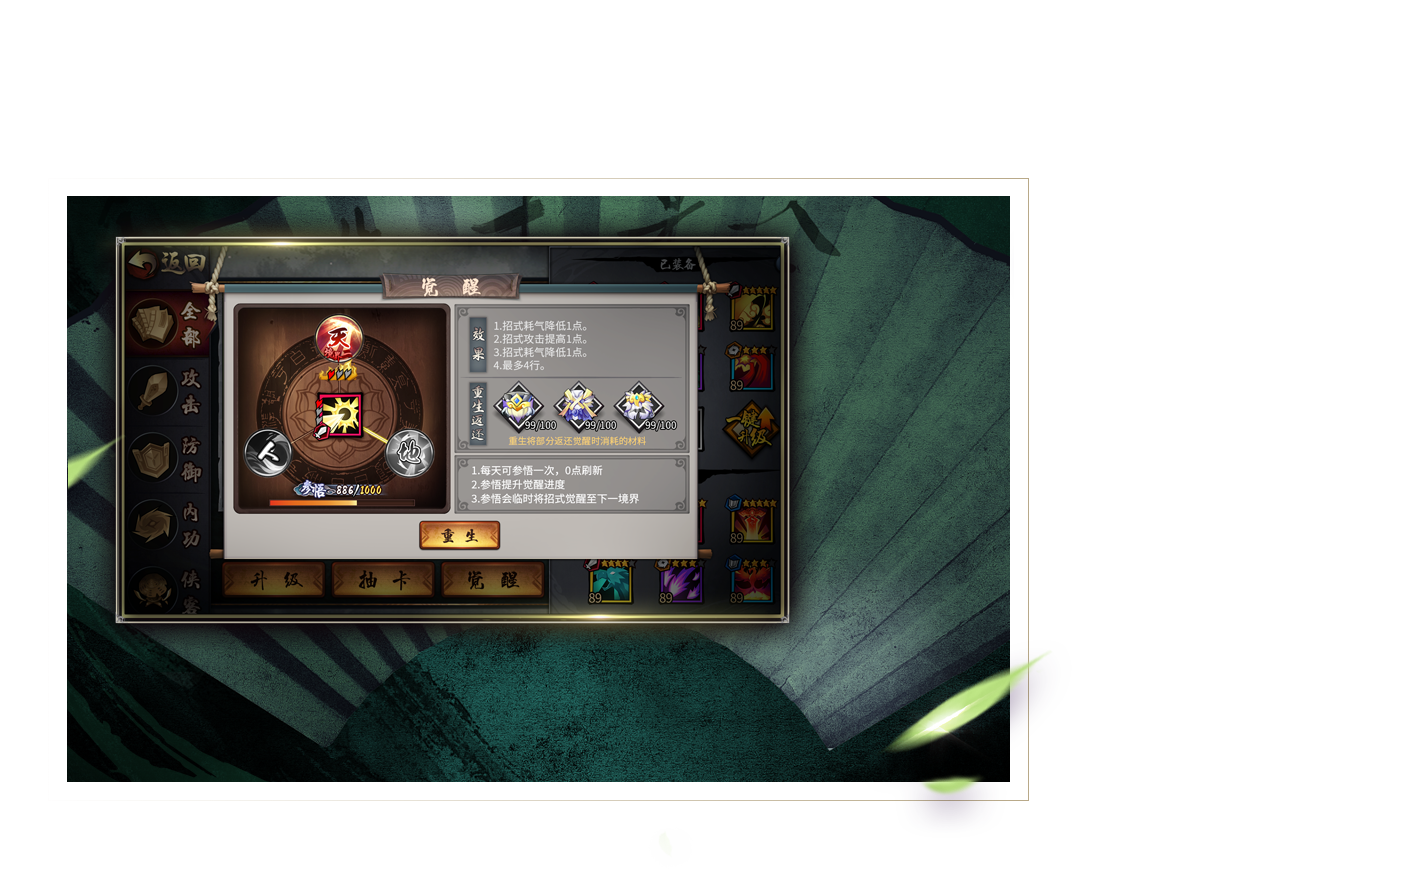 返回
已装备
觉醒
全部
攻击
防御
内功
侠客
天
境界二
人
地
参悟 886/1000
效果
1.招式耗气降低1点。
2.招式攻击提高1点。
3.招式耗气降低1点。
4.最多4行。
重生返还
99/100
99/100
99/100
重生将部分返还觉醒时消耗的材料
1.每天可参悟一次，0点刷新
2.参悟提升觉醒进度
3.参悟会临时将招式觉醒至下一境界
重生
升级
抽卡
觉醒
89
89
一键升级
89
89
89
89